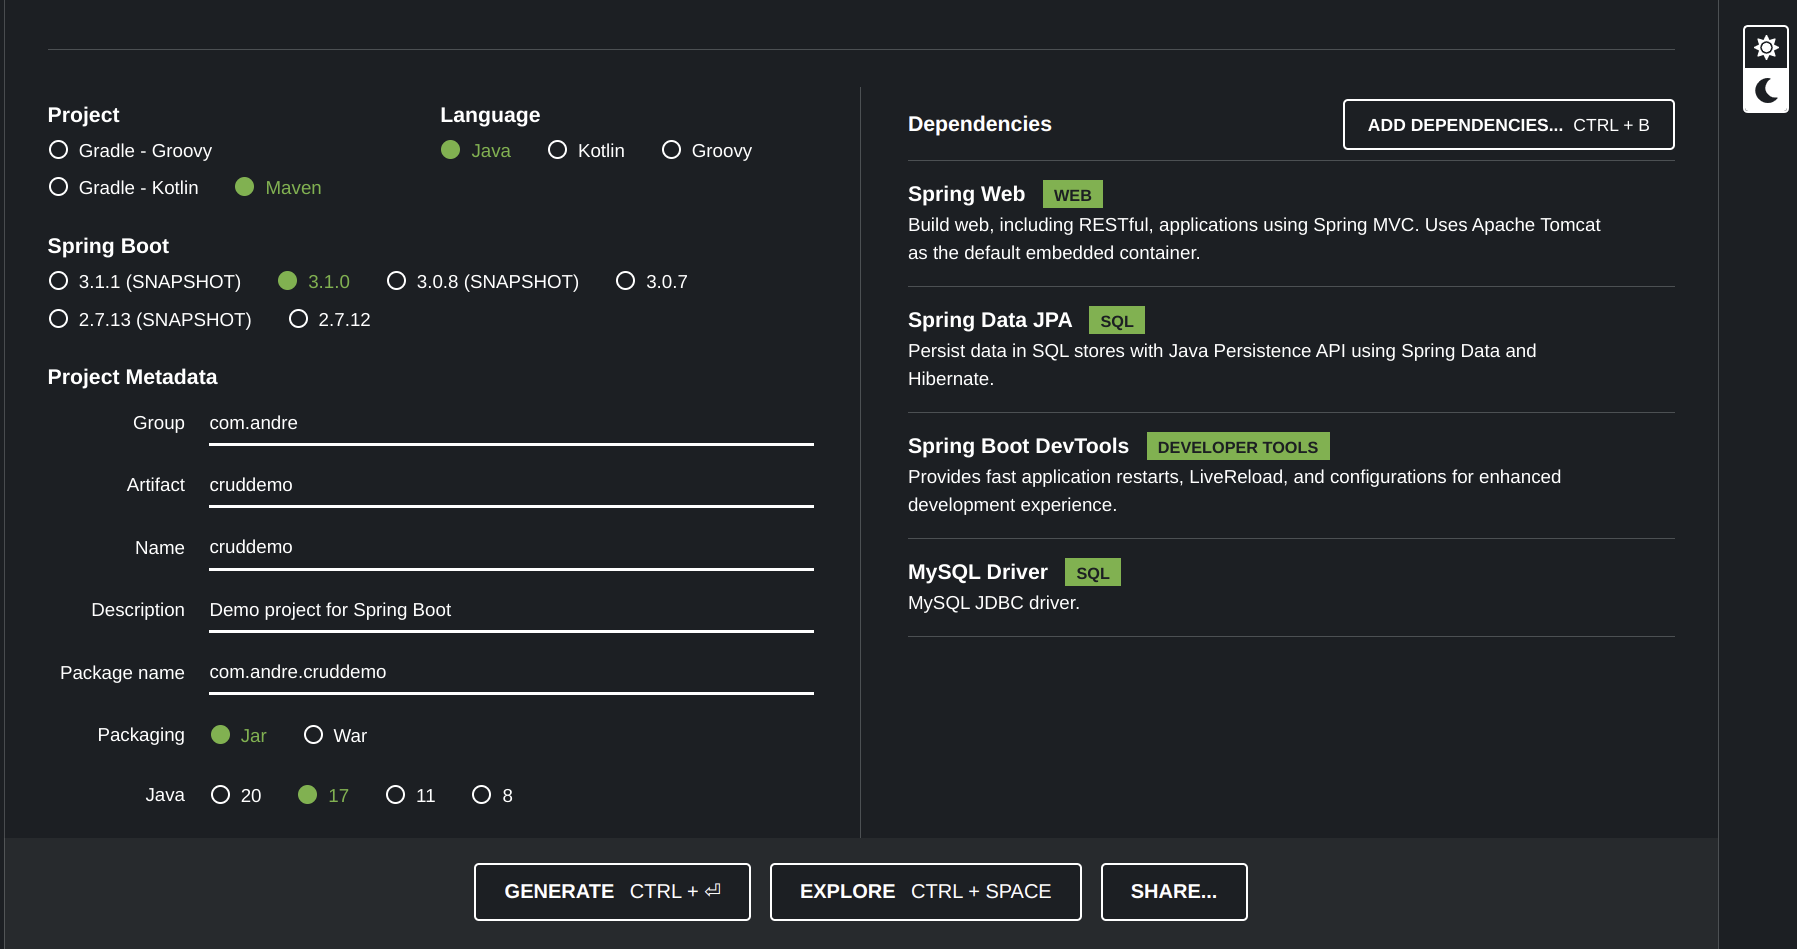 Project
Gradle - Groovy
Gradle - Kotlin Maven
Language
Java Kotlin Groovy
Spring Boot
3.1.1 (SNAPSHOT) 3.1.0 3.0.8 (SNAPSHOT) 3.0.7
2.7.13 (SNAPSHOT) 2.7.12
Project Metadata
Group com.andre
Artifact cruddemo
Name cruddemo
Description Demo project for Spring Boot
Package name com.andre.cruddemo
Packaging Jar War
Java 20 17 11 8
Dependencies ADD DEPENDENCIES... CTRL + B
Spring Web WEB
Build web, including RESTful, applications using Spring MVC. Uses Apache Tomcat
as the default embedded container.
Spring Data JPA SQL
Persist data in SQL stores with Java Persistence API using Spring Data and
Hibernate.
Spring Boot DevTools DEVELOPER TOOLS
Provides fast application restarts, LiveReload, and configurations for enhanced
development experience.
MySQL Driver SQL
MySQL JDBC driver.
GENERATE CTRL + ⏎ EXPLORE CTRL + SPACE SHARE...